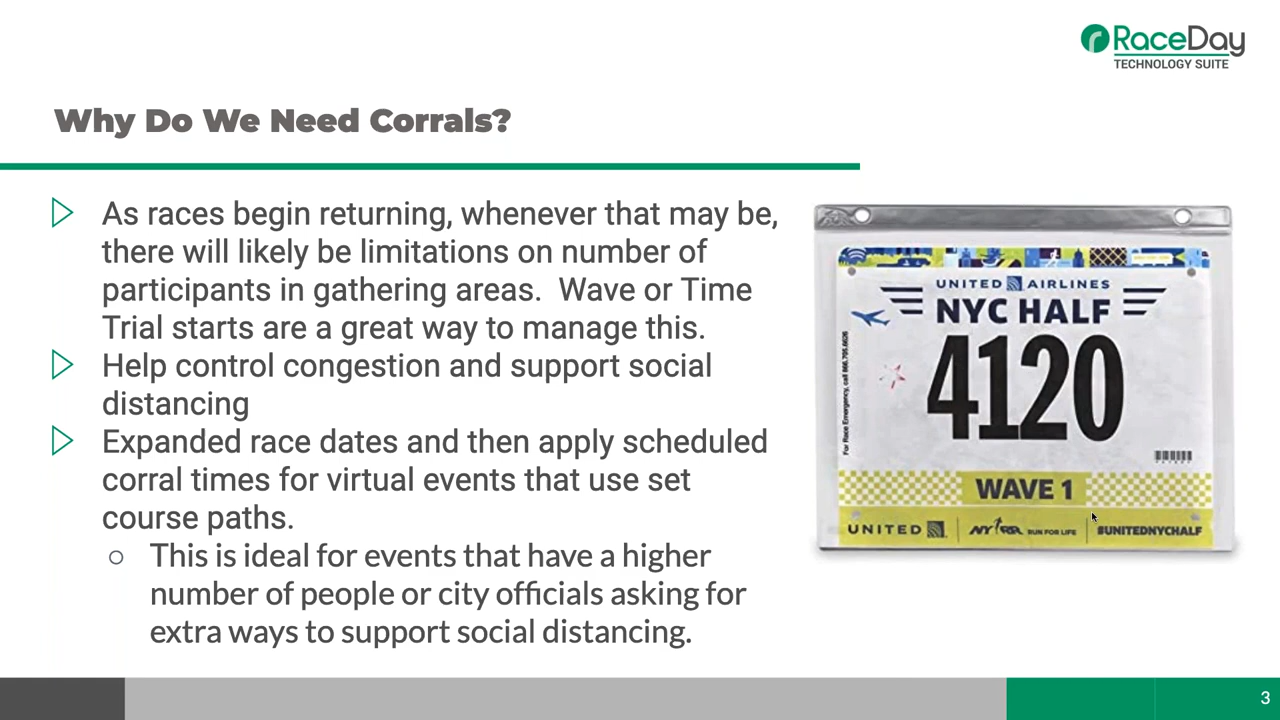 RaceDay
TECHNOLOGY SUITE
Why Do We Need Corrals?
As races begin returning, whenever that may be,
there will likely be limitations on number of
participants in gathering areas.  Wave or Time
Trial starts are a great way to manage this.
Help control congestion and support social
distancing
Expanded race dates and then apply scheduled
corral times for virtual events that use set
course paths.
This is ideal for events that have a higher
number of people or city officials asking for
extra ways to support social distancing.
UNITED AIRLINES
NYC HALF
4120
WAVE 1
UNITED
RUN FOR LIFE
#UNITEDNYCHALF
3